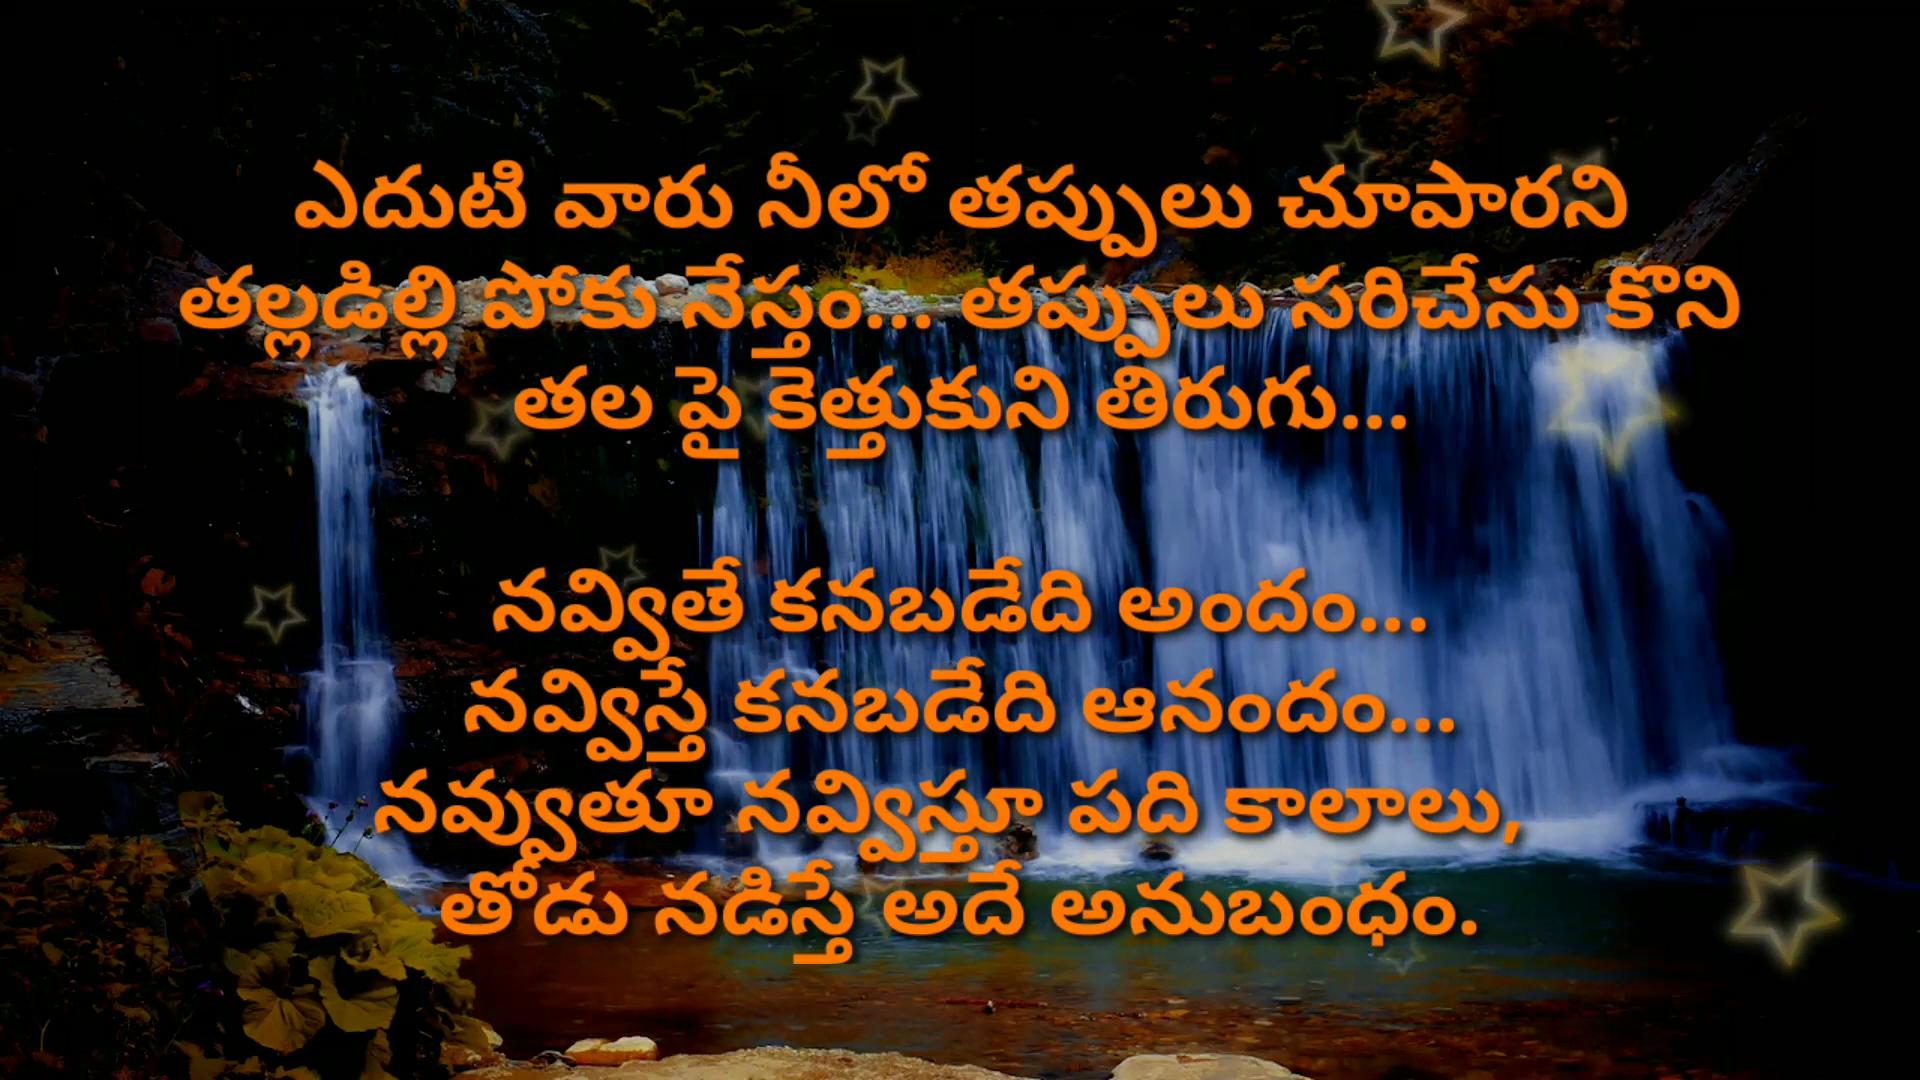 ఎదుటి వారు నీలో తప్పులు చూపారని
తల్లడిల్లి పోకు నేస్తం... తప్పులు సరిచేసు కొని
తల పై కెత్తుకుని తిరుగు...
నవ్వితే కనబడేది అందం...
నవ్విస్తే కనబడేది ఆనందం...
నవ్వుతూ నవ్విస్తూ పది కాలాలు,
తోడు నడిస్తే అదే అనుబంధం.